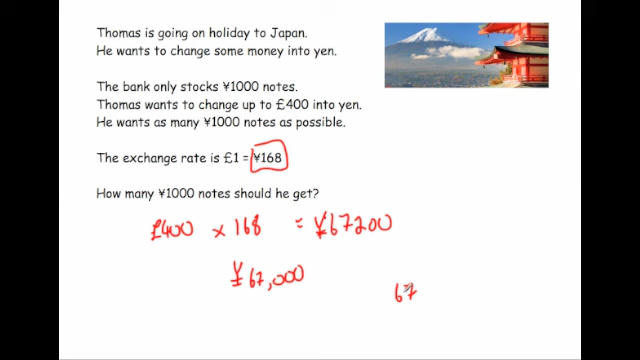 Thomas is going on holiday to Japan.
He wants to change some money into yen.
The bank only stocks ¥1000 notes.
Thomas wants to change up to £400 into yen.
He wants as many ¥1000 notes as possible.
The exchange rate is £1 = ¥168
How many ¥1000 notes should he get?
£400 × 168 = ¥67200
¥67,000
67